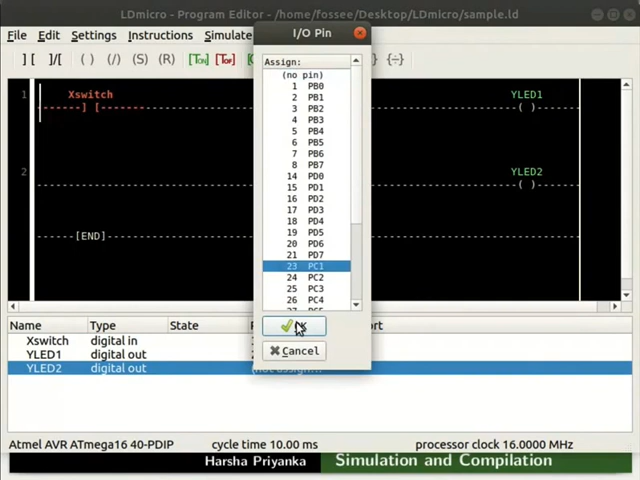 LDmicro - Program Editor - /home/fossee/Desktop/LDmicro/sample.ld
I/O Pin
File Edit Settings Instructions Simulate
] [ ]/[ ( ) (/) (S) (R) [TON] [TOF] {÷}
Assign:
(no pin)
1 PB0
2 PB1
3 PB2
4 PB3
5 PB4
6 PB5
7 PB6
8 PB7
14 PD0
15 PD1
16 PD2
17 PD3
18 PD4
19 PD5
20 PD6
21 PD7
23 PC1
24 PC2
25 PC3
26 PC4
Cancel
1 Xswitch YLED1
------] [------- ( )
2 YLED2
( )
-----[END]----
Name Type State
Xswitch digital in
YLED1 digital out
YLED2 digital out
Atmel AVR ATmega16 40-PDIP cycle time 10.00 ms processor clock 16.0000 MHz
Harsha Priyanka Simulation and Compilation